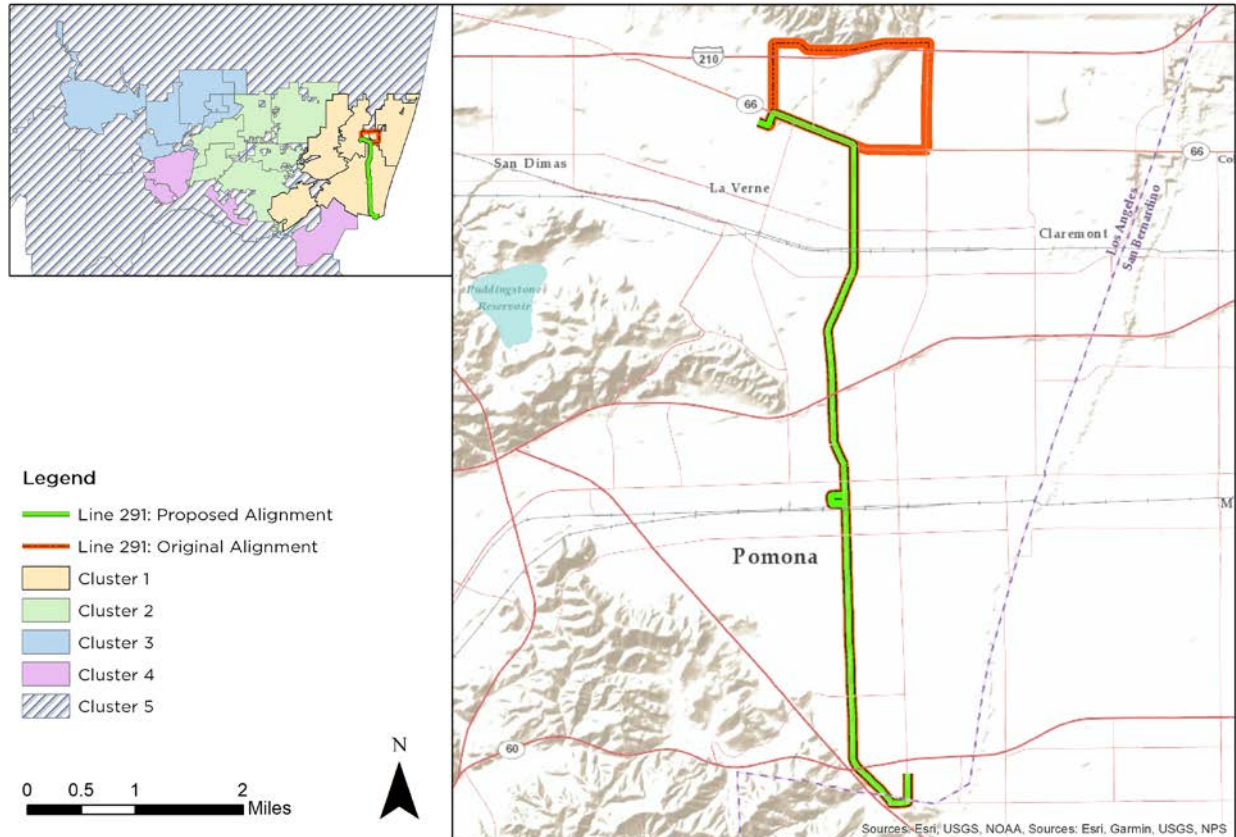 210
66
San Dimas
La Verne
66
Claremont
Los Angeles
San Bernardino
Puddingstone
Reservoir
Pomona
60
Legend
Line 291: Proposed Alignment
Line 291: Original Alignment
Cluster 1
Cluster 2
Cluster 3
Cluster 4
Cluster 5
N
0 0.5 1 2
Miles
Sources: Esri, USGS, NOAA, Sources: Esri, Garmin, USGS, NPS